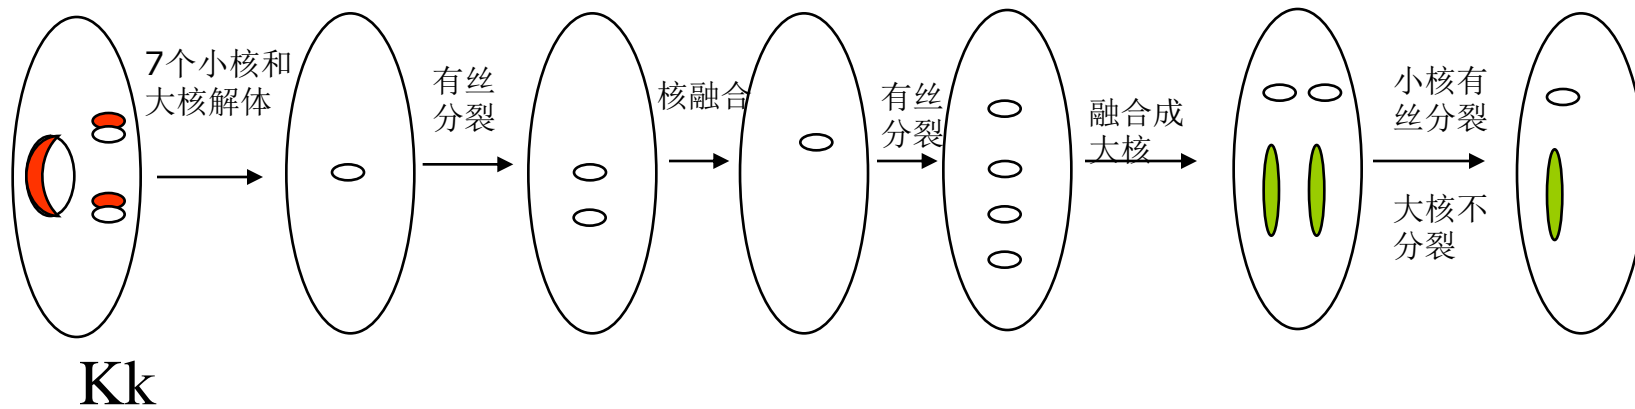 7个小核和
大核解体
有丝
分裂
核融合
有丝
分裂
融合成
大核
小核有
丝分裂
大核不
分裂
Kk